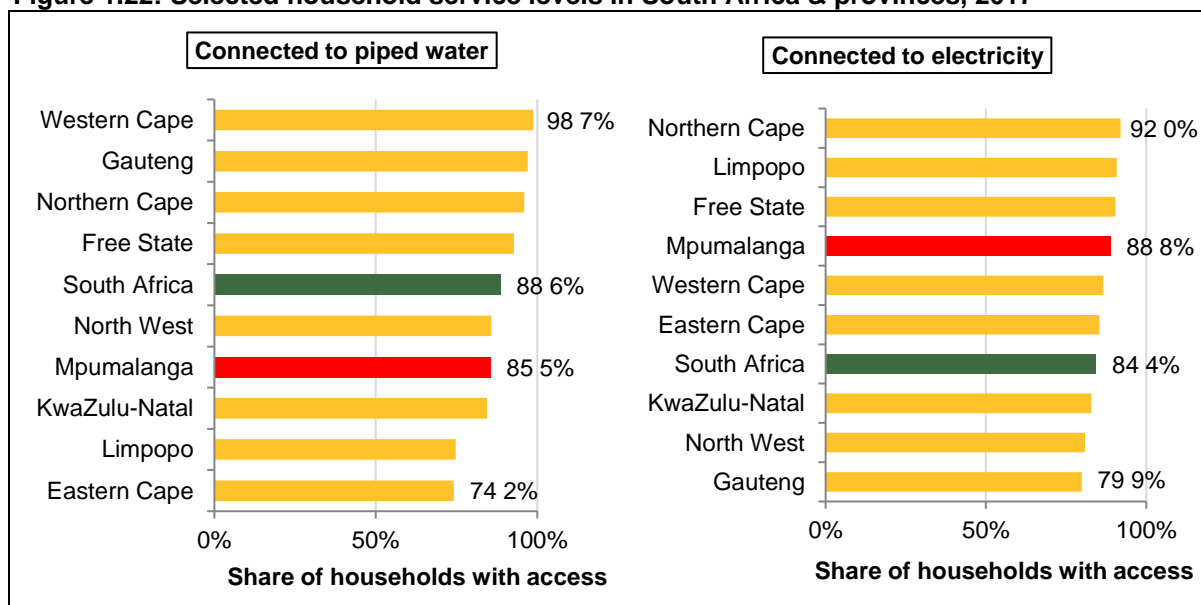 Connected to piped water
Western Cape 98 7%
Gauteng
Northern Cape
Free State
South Africa 88 6%
North West
Mpumalanga 85 5%
KwaZulu-Natal
Limpopo
Eastern Cape 74 2%
0% 50% 100%
Share of households with access
Connected to electricity
Northern Cape 92 0%
Limpopo
Free State
Mpumalanga 88 8%
Western Cape
Eastern Cape
South Africa 84 4%
KwaZulu-Natal
North West
Gauteng 79 9%
0% 50% 100%
Share of households with access